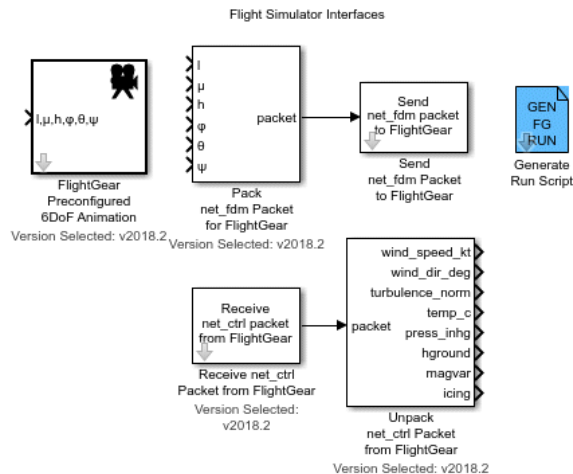 Flight Simulator Interfaces
l,μ,h,φ,θ,ψ
FlightGear
Preconfigured
6DoF Animation
Version Selected: v2018.2
l
μ
h
φ
θ
ψ
packet
Pack
net_fdm Packet
for FlightGear
Version Selected: v2018.2
Send
net_fdm packet
to FlightGear
Send
net_fdm Packet
to FlightGear
GEN
FG
RUN
Generate
Run Script
Receive
net_ctrl packet
from FlightGear
Receive net_ctrl
Packet from FlightGear
Version Selected:
v2018.2
packet
wind_speed_kt
wind_dir_deg
turbulence_norm
temp_c
press_inhg
hground
magvar
icing
Unpack
net_ctrl Packet
from FlightGear
Version Selected: v2018.2